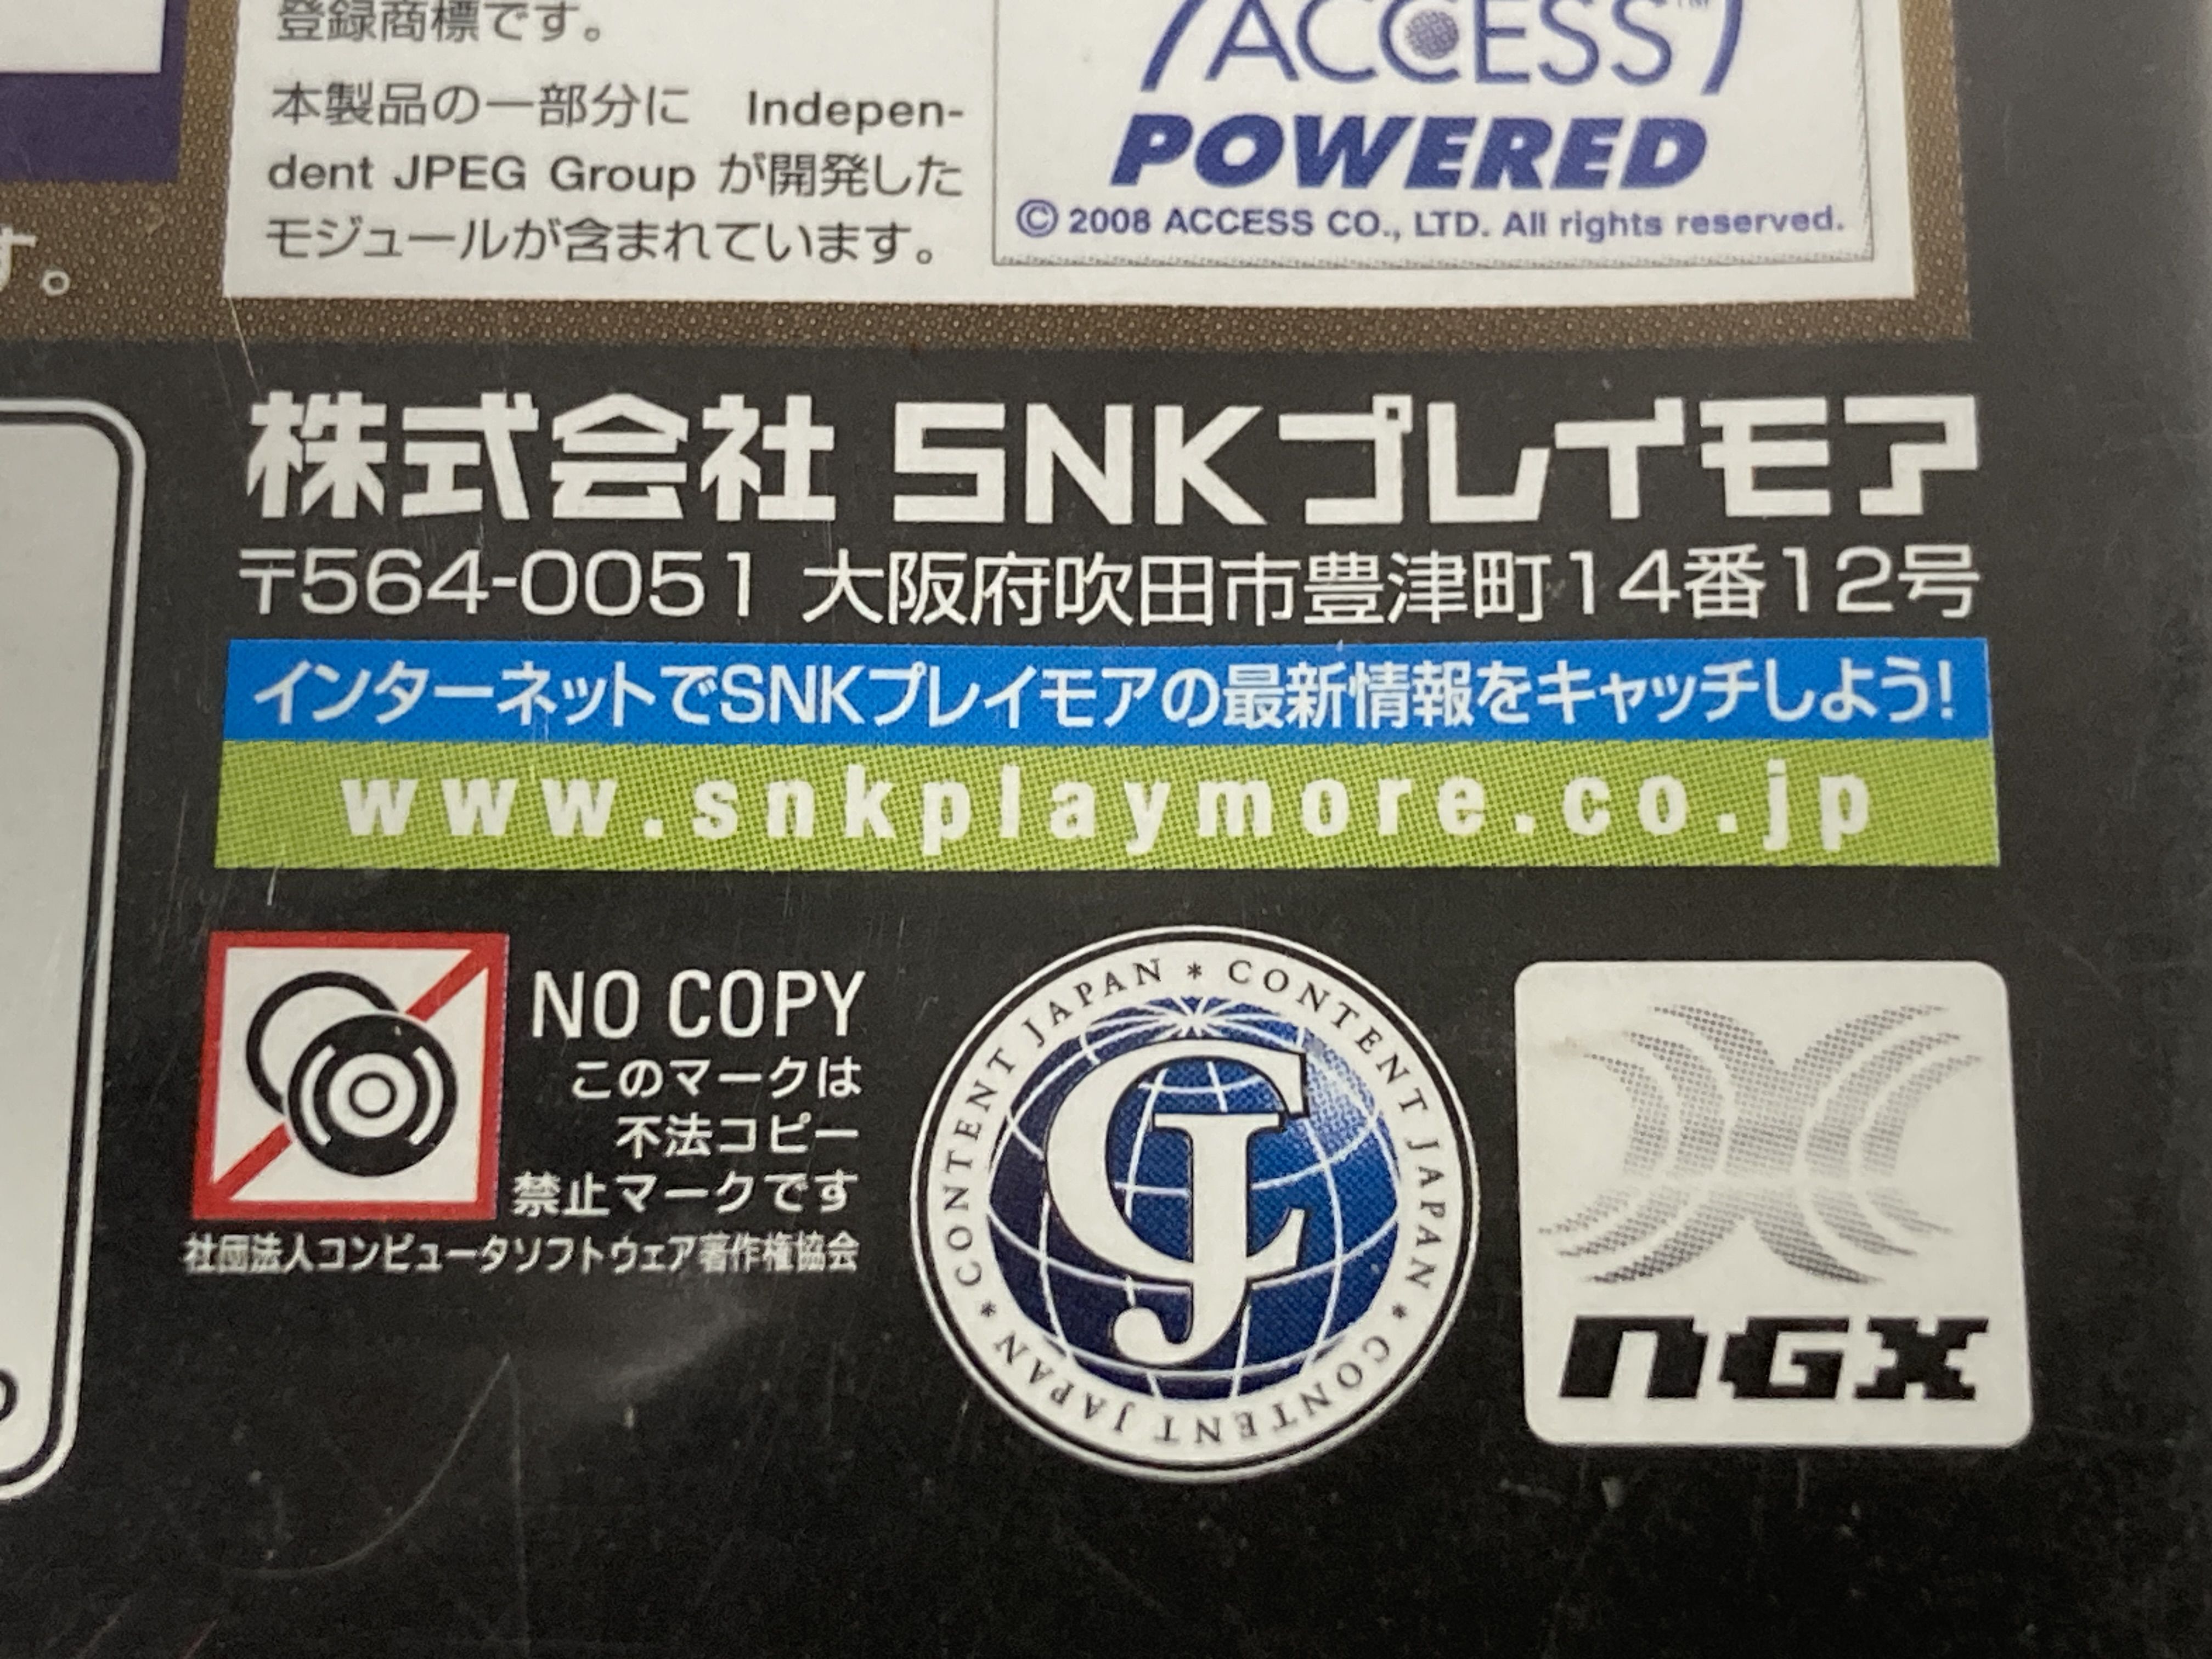 登録商標です。
本製品の一部分に Indepen-
dent JPEG Group が開発した
モジュールが含まれています。
す。
ACCESS™
POWERED
© 2008 ACCESS CO., LTD. All rights reserved.
株式会社 SNKプレイモア
〒564-0051 大阪府吹田市豊津町14番12号
インターネットでSNKプレイモアの最新情報をキャッチしよう!
www.snkplaymore.co.jp
NO COPY
このマークは
不法コピー
禁止マークです
社団法人コンピュータソフトウェア著作権協会
CONTENT JAPAN * CONTENT JAPAN * CONTENT JAPAN *
CJ
NGX